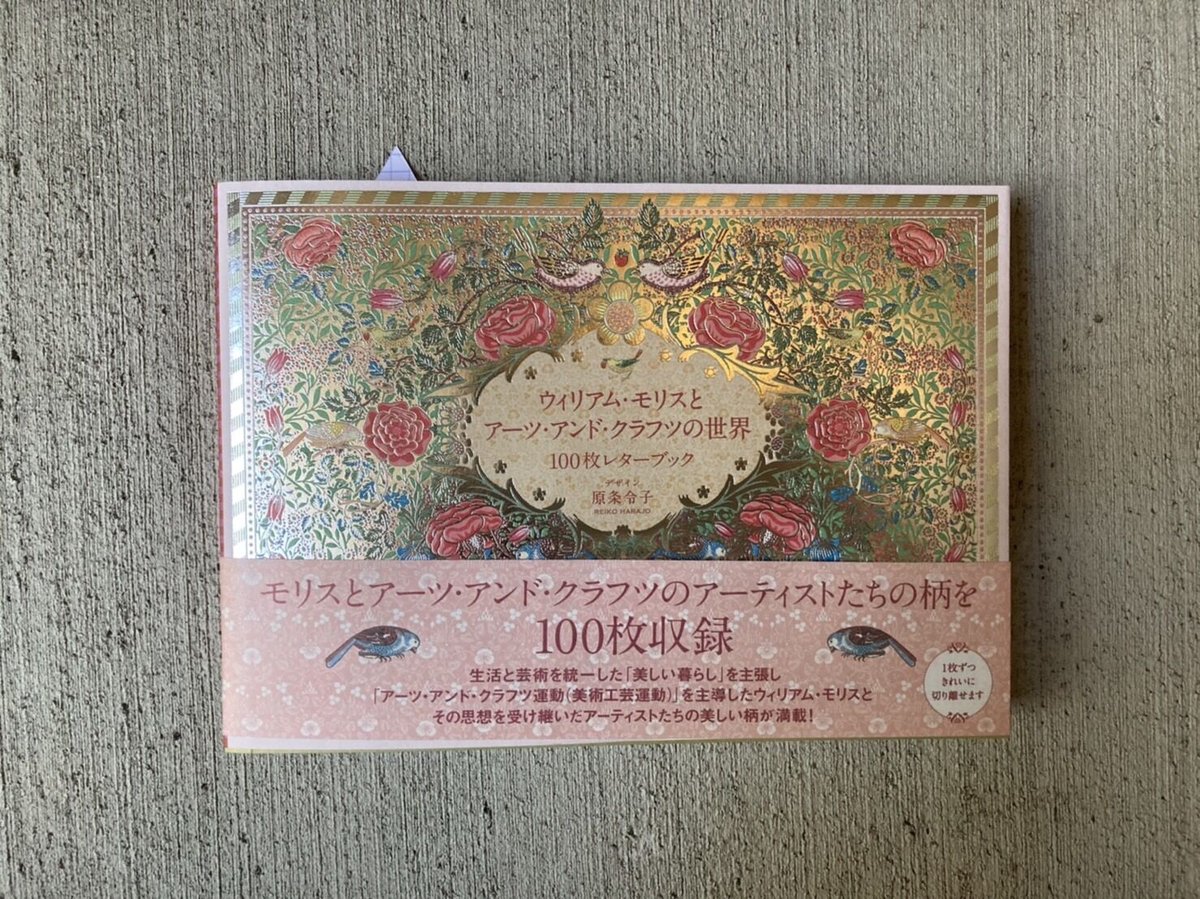 ウィリアム・モリスと
アーツ・アンド・クラフツの世界
100枚レターブック
デザイン
原条令子
REIKO HARAJO
モリスとアーツ・アンド・クラフツのアーティストたちの柄を
100枚収録
生活と芸術を統一した「美しい暮らし」を主張し
「アーツ・アンド・クラフツ運動(美術工芸運動)」を主導したウィリアム・モリスと
その思想を受け継いだアーティストたちの美しい柄が満載!
1枚ずつ
きれいに
切り離せます